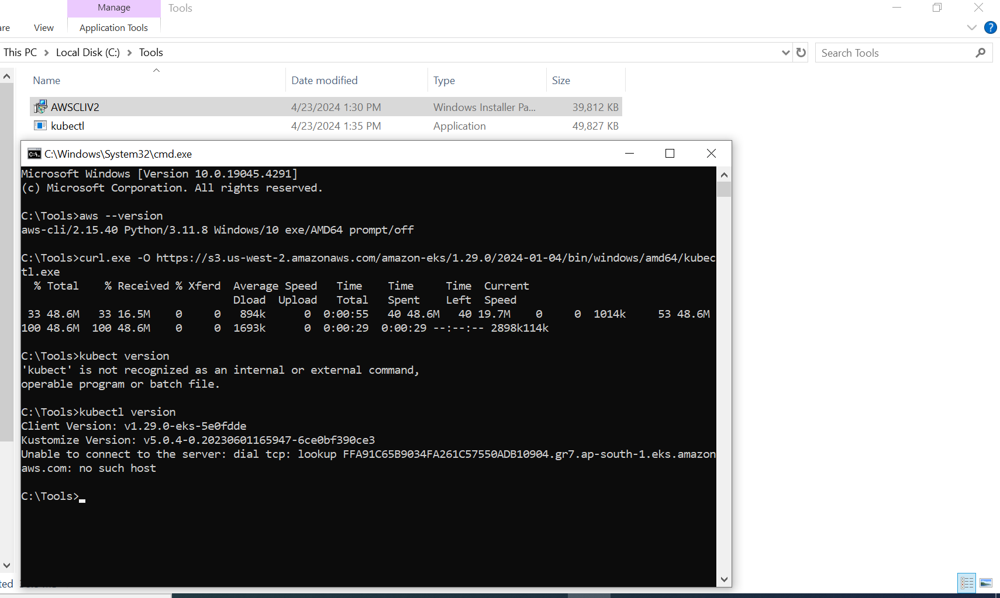 Manage
Tools
are
View
Application Tools
?
This PC > Local Disk (C:) > Tools
Search Tools
Name
Date modified
Type
Size
AWSCLIV2
4/23/2024 1:30 PM
Windows Installer Pa...
39,812 KB
kubectl
4/23/2024 1:35 PM
Application
49,827 KB
C:\Windows\System32\cmd.exe
Microsoft Windows [Version 10.0.19045.4291]
(c) Microsoft Corporation. All rights reserved.
C:\Tools>aws --version
aws-cli/2.15.40 Python/3.11.8 Windows/10 exe/AMD64 prompt/off
C:\Tools>curl.exe -O https://s3.us-west-2.amazonaws.com/amazon-eks/1.29.0/2024-01-04/bin/windows/amd64/kubec
tl.exe
% Total    % Received % Xferd  Average Speed   Time    Time     Time  Current
Dload  Upload   Total   Spent    Left  Speed
33 48.6M   33 16.5M    0      0   894k      0  0:00:55   40 48.6M   40 19.7M    0     0  1014k     53 48.6M
100 48.6M  100 48.6M    0     0  1693k      0  0:00:29  0:00:29 --:--:-- 2898k114k
C:\Tools>kubect version
'kubect' is not recognized as an internal or external command,
operable program or batch file.
C:\Tools>kubectl version
Client Version: v1.29.0-eks-5e0fdde
Kustomize Version: v5.0.4-0.20230601165947-6ce0bf390ce3
Unable to connect to the server: dial tcp: lookup FFA91C65B9034FA261C57550ADB10904.gr7.ap-south-1.eks.amazon
aws.com: no such host
C:\Tools>